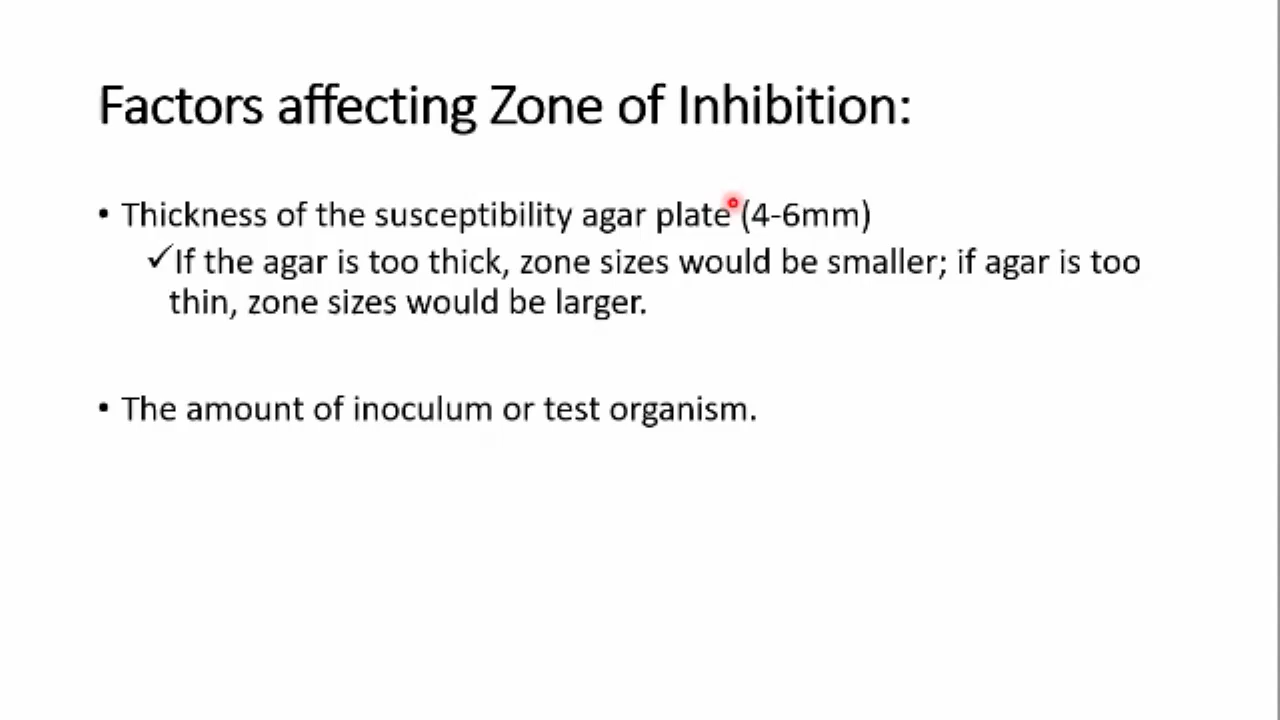 Factors affecting Zone of Inhibition:
• Thickness of the susceptibility agar plate (4-6mm)
✓If the agar is too thick, zone sizes would be smaller; if agar is too
thin, zone sizes would be larger.
• The amount of inoculum or test organism.